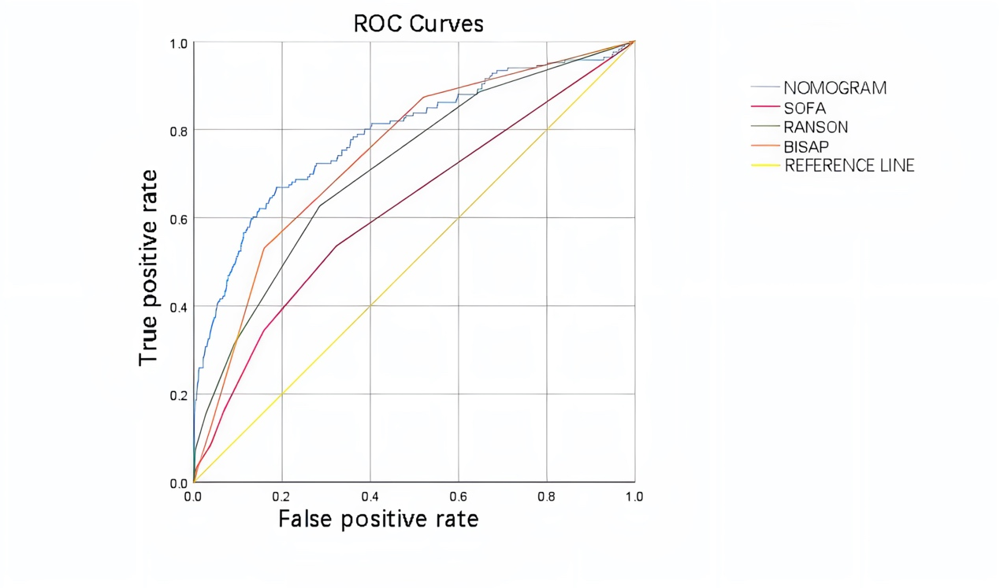 ROC Curves
1.0
0.8
0.6
0.4
0.2
0.0
True positive rate
0.0 0.2 0.4 0.6 0.8 1.0
False positive rate
NOMOGRAM
SOFA
RANSON
BISAP
REFERENCE LINE